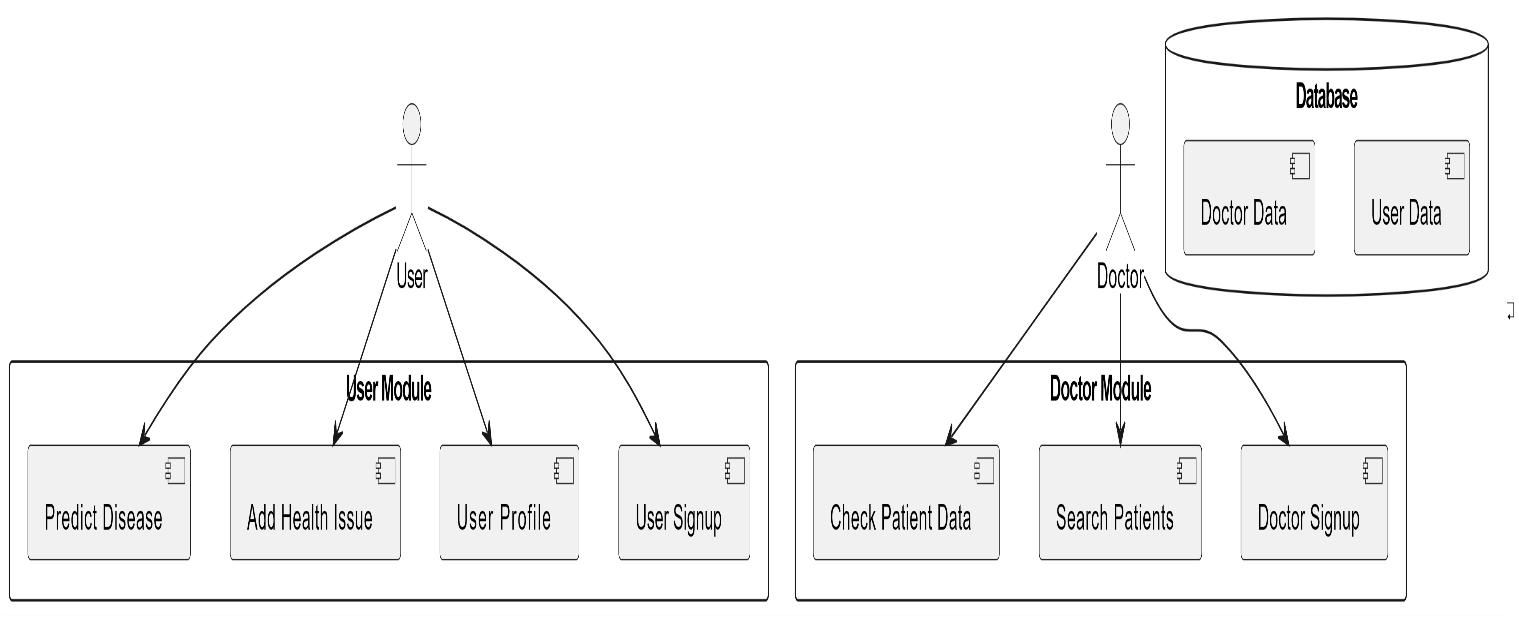 Database
Doctor Data
User Data
User
Doctor
User Module
Doctor Module
Predict Disease
Add Health Issue
User Profile
User Signup
Check Patient Data
Search Patients
Doctor Signup